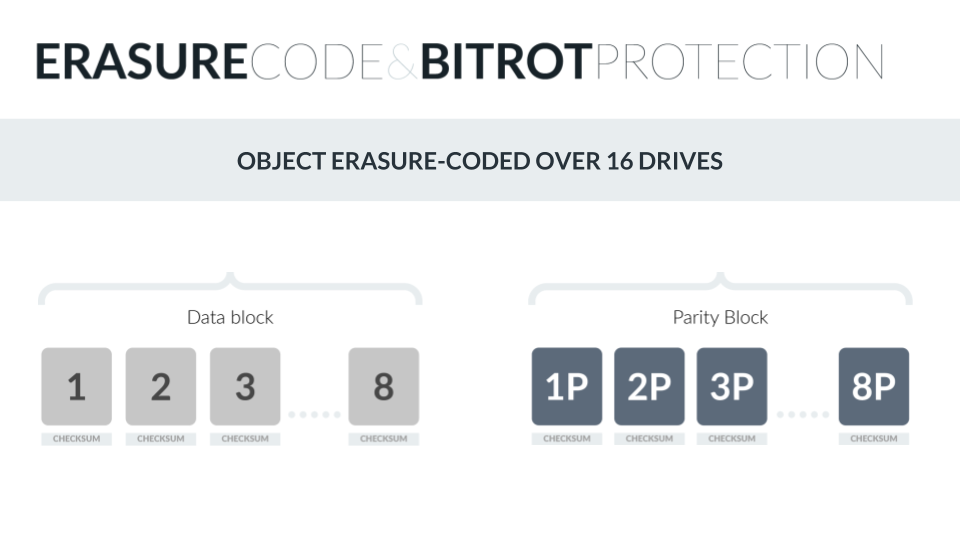 ERASURECODE&BITROTPROTECTION
OBJECT ERASURE-CODED OVER 16 DRIVES
Data block
1 2 3 8
CHECKSUM CHECKSUM CHECKSUM CHECKSUM
Parity Block
1P 2P 3P 8P
CHECKSUM CHECKSUM CHECKSUM CHECKSUM